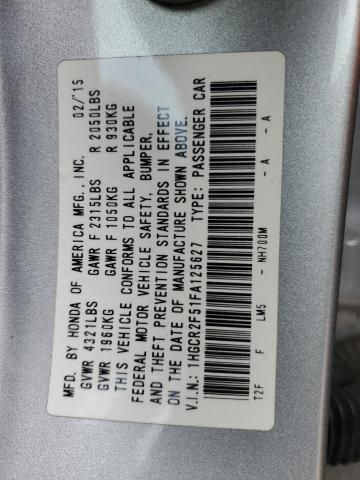 MFD. BY HONDA OF AMERICA MFG., INC. 02/'15
GVWR 4321LBS GAWR F 2315LBS R 2050LBS
GVWR 1960KG GAWR F 1050KG R 930KG
THIS VEHICLE CONFORMS TO ALL APPLICABLE
FEDERAL MOTOR VEHICLE SAFETY, BUMPER,
AND THEFT PREVENTION STANDARDS IN EFFECT
ON THE DATE OF MANUFACTURE SHOWN ABOVE.
V.I.N.: 1HGCR2F51FA125627 TYPE: PASSENGER CAR
T2F F LM5 - NH700M - A - A